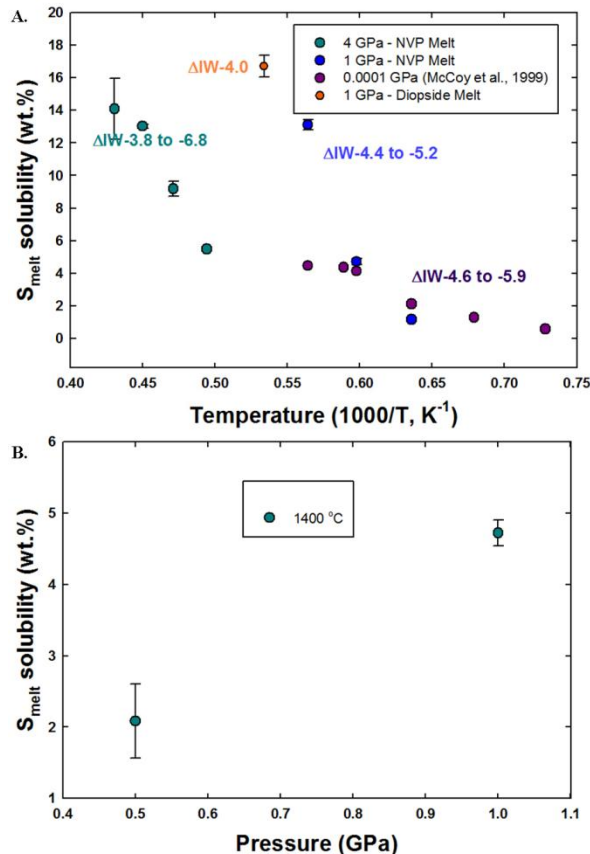 A.
S_melt solubility (wt.%)
18
16
14
12
10
8
6
4
2
0
4 GPa - NVP Melt
1 GPa - NVP Melt
0.0001 GPa (McCoy et al., 1999)
1 GPa - Diopside Melt
ΔIW-4.0
ΔIW-3.8 to -6.8
ΔIW-4.4 to -5.2
ΔIW-4.6 to -5.9
0.40 0.45 0.50 0.55 0.60 0.65 0.70 0.75
Temperature (1000/T, K⁻¹)
B.
S_melt solubility (wt.%)
6
5
4
3
2
1
1400 °C
0.4 0.5 0.6 0.7 0.8 0.9 1.0 1.1
Pressure (GPa)